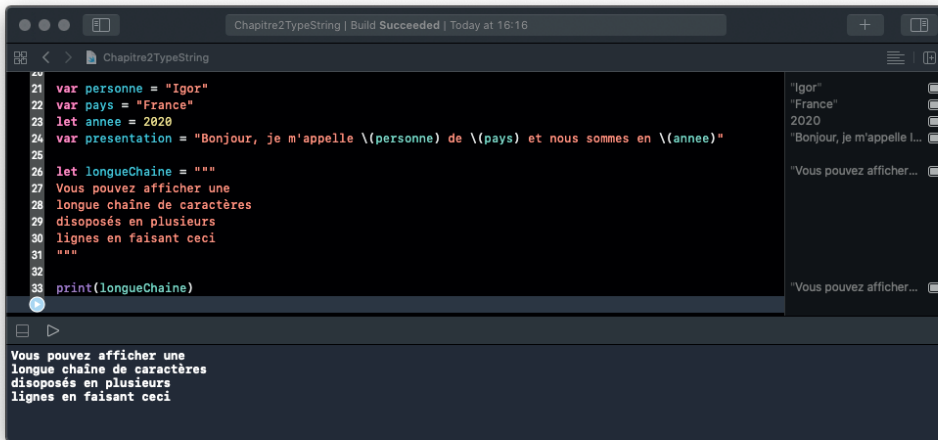 Chapitre2TypeString | Build Succeeded | Today at 16:16
Chapitre2TypeString
20
21 var personne = "Igor" "Igor"
22 var pays = "France" "France"
23 let annee = 2020 2020
24 var presentation = "Bonjour, je m'appelle \(personne) de \(pays) et nous sommes en \(annee)" "Bonjour, je m'appelle I...
25
26 let longueChaine = """ "Vous pouvez afficher...
27 Vous pouvez afficher une
28 longue chaîne de caractères
29 disoposés en plusieurs
30 lignes en faisant ceci
31 """
32
33 print(longueChaine) "Vous pouvez afficher...
Vous pouvez afficher une
longue chaîne de caractères
disoposés en plusieurs
lignes en faisant ceci